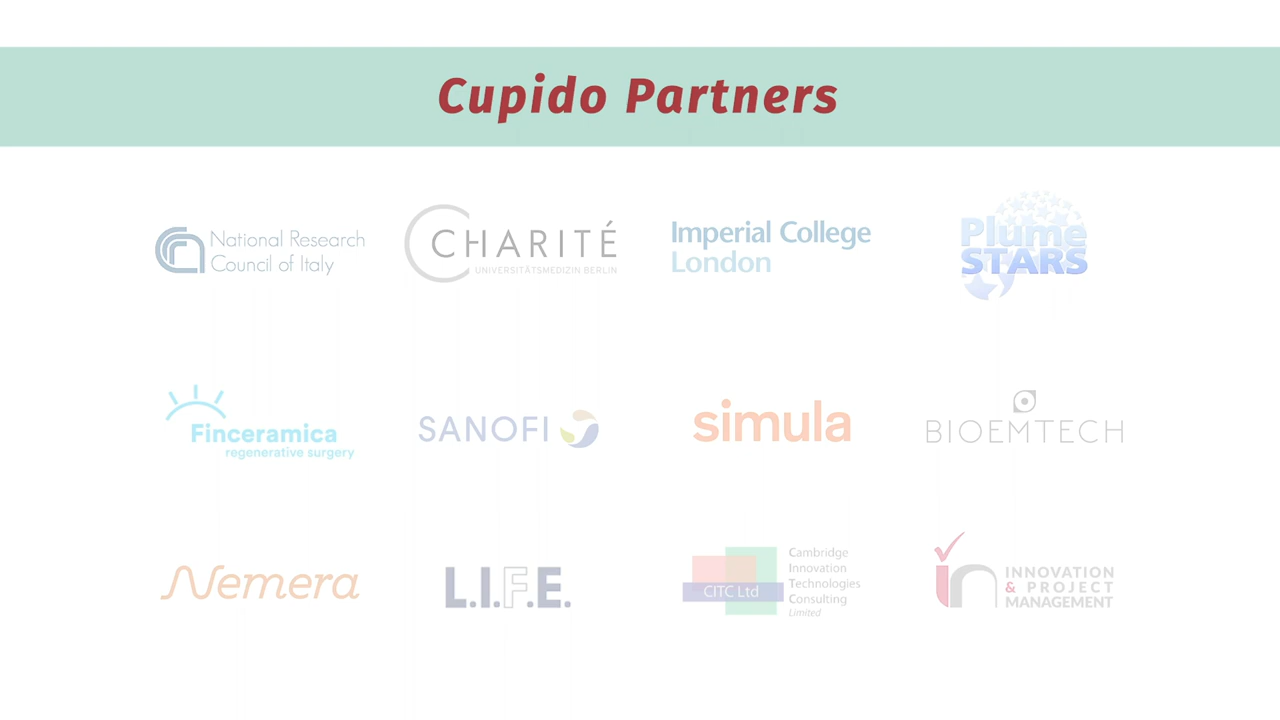 Cupido Partners
National Research
Council of Italy
CHARITÉ
UNIVERSITÄTSMEDIZIN BERLIN
Imperial College
London
Plume
STARS
Finceramica
regenerative surgery
SANOFI
simula
BIOEMTECH
Nemera
L.I.F.E.
CITC Ltd
Cambridge
Innovation
Technologies
Consulting
Limited
in
INNOVATION
& PROJECT
MANAGEMENT